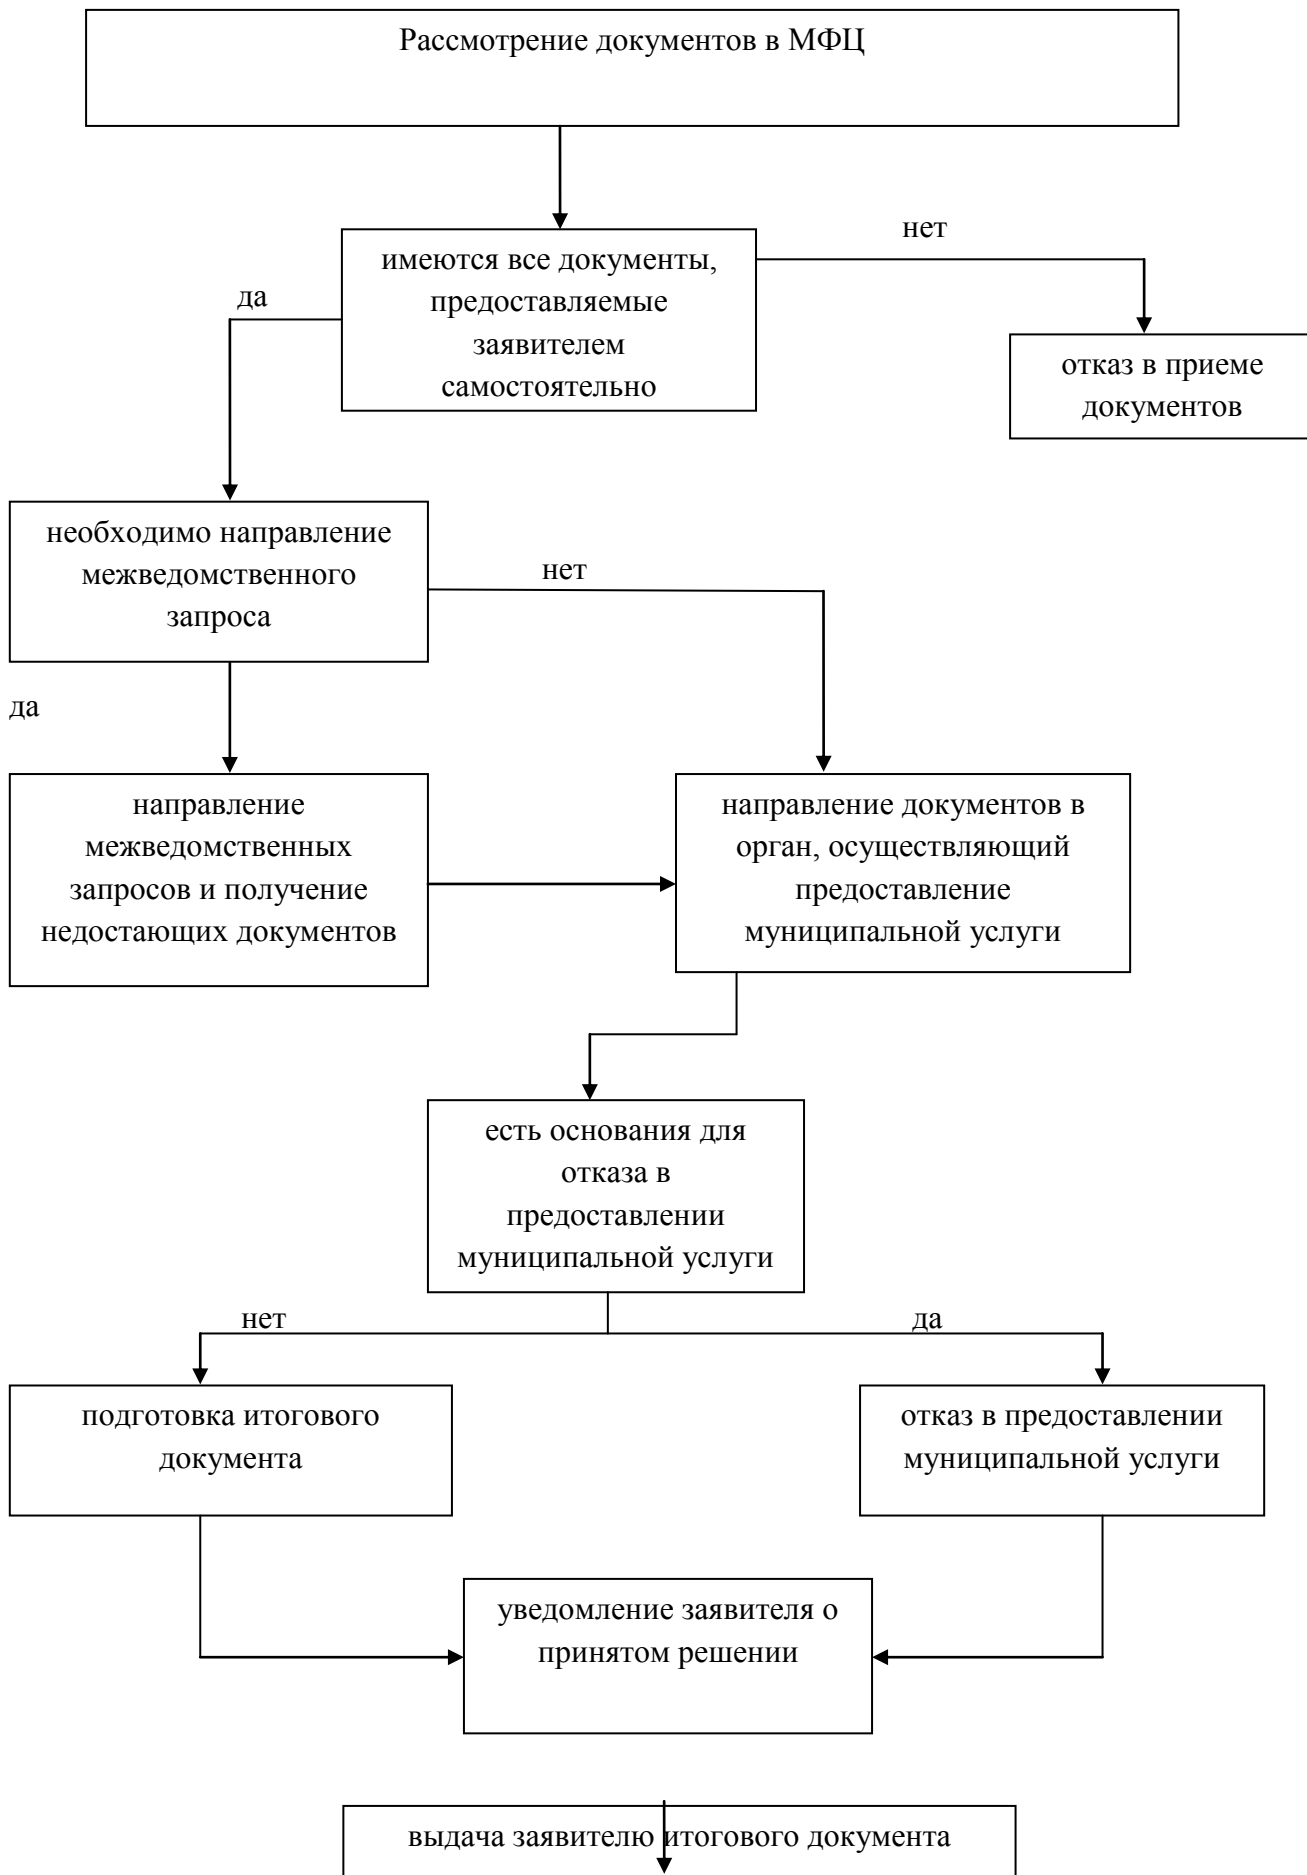 Рассмотрение документов в МФЦ
нет
имеются все документы,
предоставляемые
заявителем
самостоятельно
да
отказ в приеме
документов
необходимо направление
межведомственного
запроса
нет
да
направление
межведомственных
запросов и получение
недостающих документов
направление документов в
орган, осуществляющий
предоставление
муниципальной услуги
есть основания для
отказа в
предоставлении
муниципальной услуги
нет
да
подготовка итогового
документа
отказ в предоставлении
муниципальной услуги
уведомление заявителя о
принятом решении
выдача заявителю итогового документа